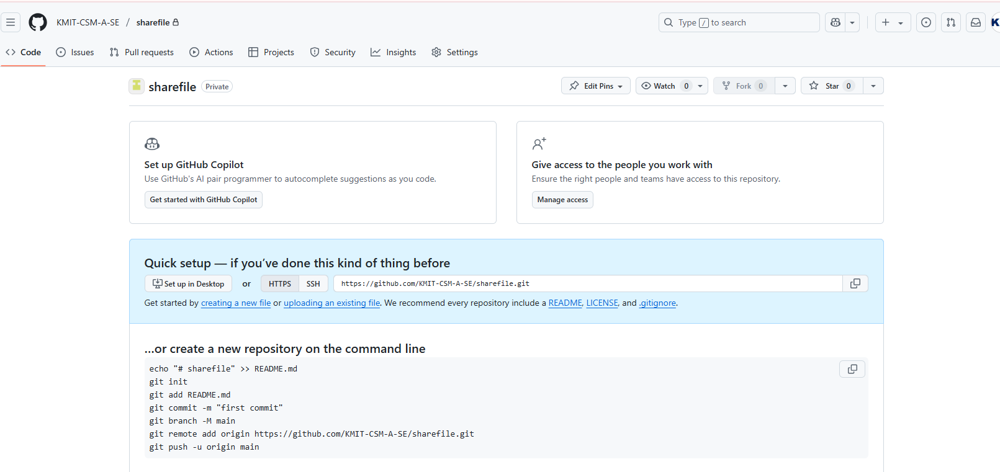 KMIT-CSM-A-SE / sharefile
Type / to search
K
Code Issues Pull requests Actions Projects Security Insights Settings
sharefile Private
Edit Pins Watch 0 Fork 0 Star 0
Set up GitHub Copilot
Use GitHub's AI pair programmer to autocomplete suggestions as you code.
Get started with GitHub Copilot
Give access to the people you work with
Ensure the right people and teams have access to this repository.
Manage access
Quick setup — if you've done this kind of thing before
Set up in Desktop or HTTPS SSH https://github.com/KMIT-CSM-A-SE/sharefile.git
Get started by creating a new file or uploading an existing file. We recommend every repository include a README, LICENSE, and .gitignore.
…or create a new repository on the command line
echo "# sharefile" >> README.md
git init
git add README.md
git commit -m "first commit"
git branch -M main
git remote add origin https://github.com/KMIT-CSM-A-SE/sharefile.git
git push -u origin main